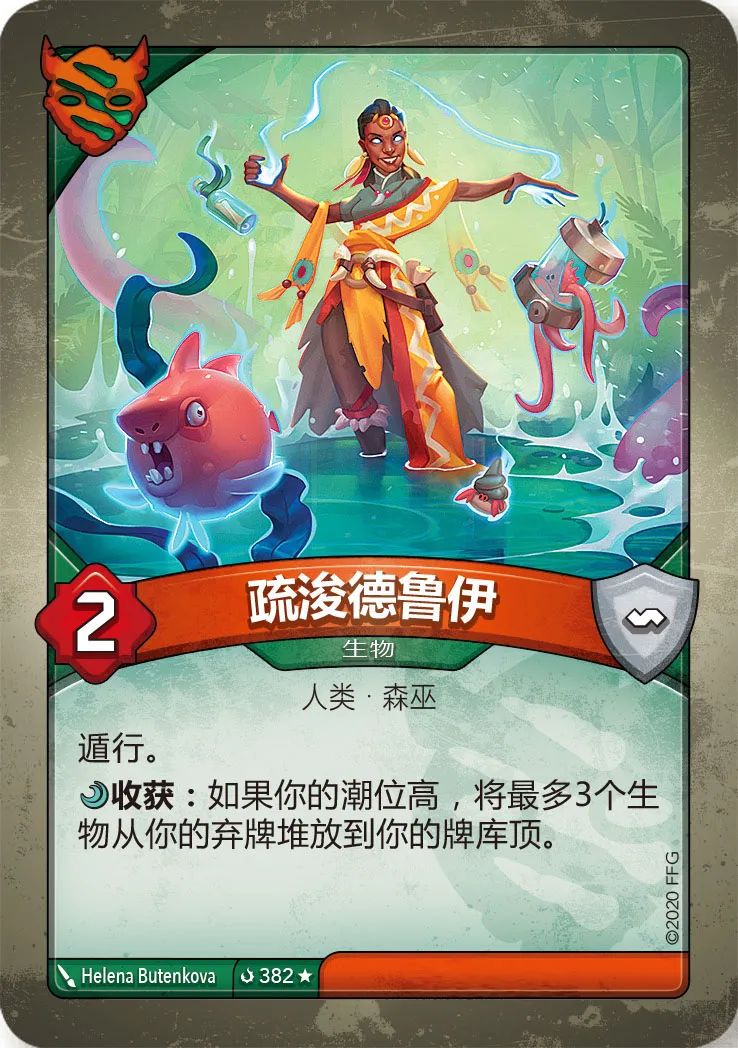 疏浚德鲁伊
2
生物
人类·森巫
遁行。
收获：如果你的潮位高，将最多3个生
物从你的弃牌堆放到你的牌库顶。
©2020 FFG
Helena Butenkova
382